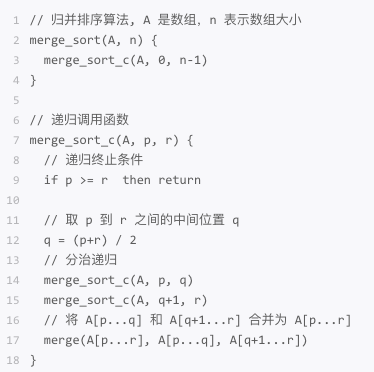 1 // 归并排序算法, A 是数组, n 表示数组大小
2 merge_sort(A, n) {
3   merge_sort_c(A, 0, n-1)
4 }
5
6 // 递归调用函数
7 merge_sort_c(A, p, r) {
8   // 递归终止条件
9   if p >= r  then return
10
11   // 取 p 到 r 之间的中间位置 q
12   q = (p+r) / 2
13   // 分治递归
14   merge_sort_c(A, p, q)
15   merge_sort_c(A, q+1, r)
16   // 将 A[p...q] 和 A[q+1...r] 合并为 A[p...r]
17   merge(A[p...r], A[p...q], A[q+1...r])
18 }